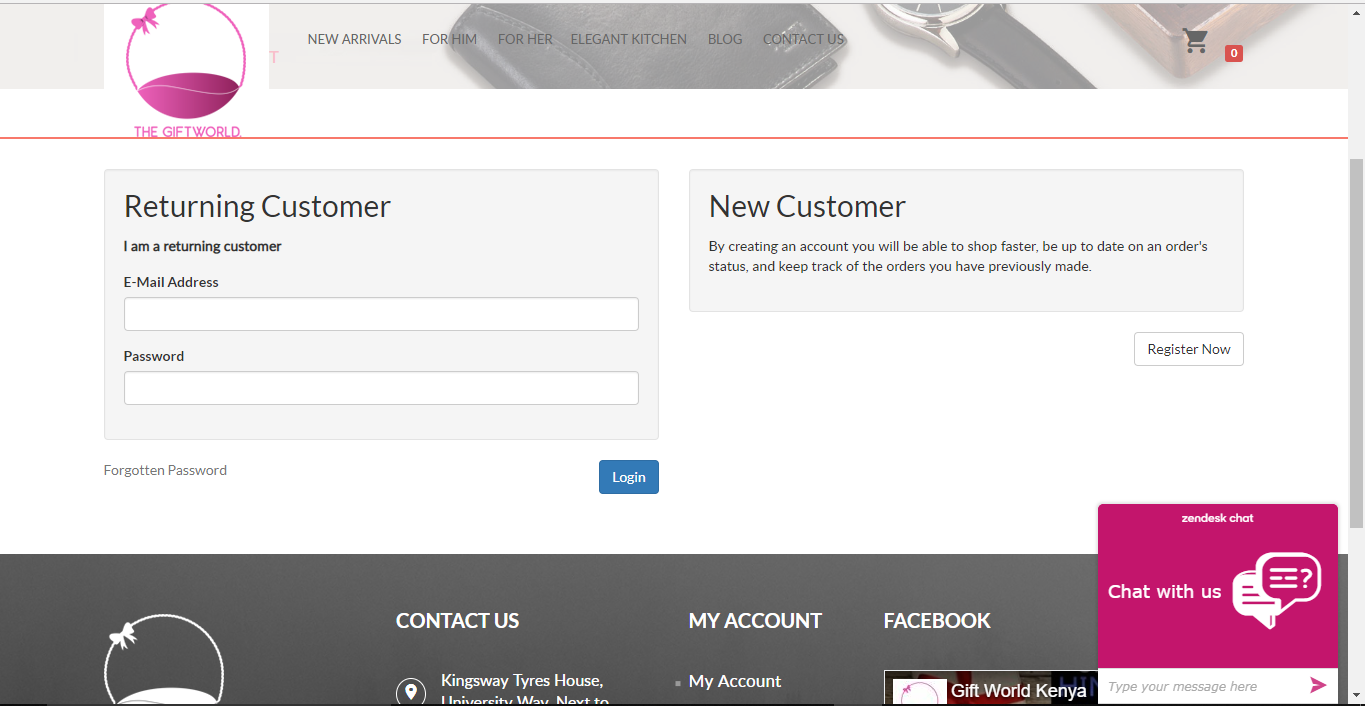 NEW ARRIVALS FOR HIM FOR HER ELEGANT KITCHEN BLOG CONTACT US
0
T
THE GIFTWORLD.
Returning Customer
I am a returning customer
E-Mail Address
Password
Forgotten Password
Login
New Customer
By creating an account you will be able to shop faster, be up to date on an order's
status, and keep track of the orders you have previously made.
Register Now
zendesk chat
Chat with us
?
Type your message here
CONTACT US
Kingsway Tyres House,
University Way, Next to
MY ACCOUNT
My Account
FACEBOOK
Gift World Kenya